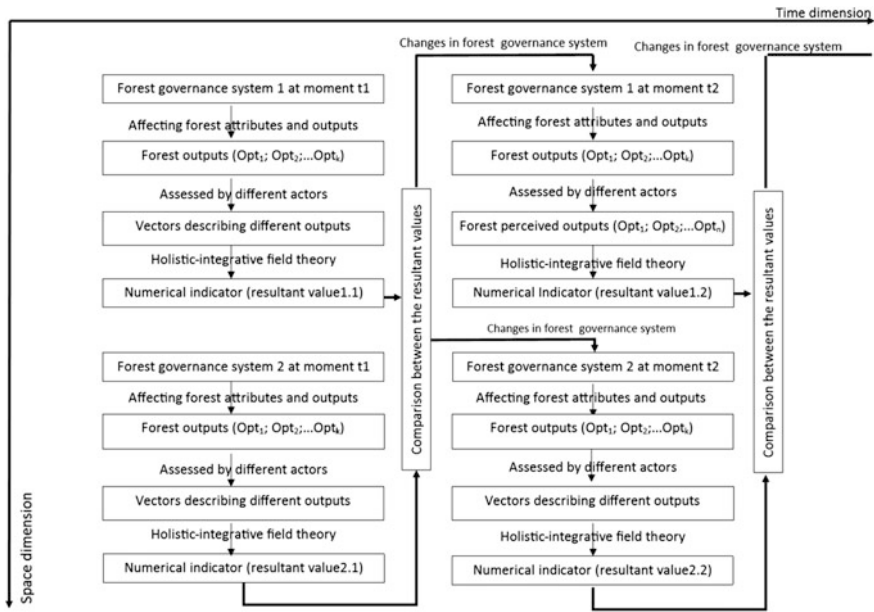 Time dimension
Changes in forest governance system
Changes in forest governance system
Forest governance system 1 at moment t1
Affecting forest attributes and outputs
Forest outputs (Opt₁; Opt₂;...Optₖ)
Assessed by different actors
Vectors describing different outputs
Holistic-integrative field theory
Numerical indicator (resultant value1.1)
Forest governance system 2 at moment t1
Affecting forest attributes and outputs
Forest outputs (Opt₁; Opt₂;...Optₖ)
Assessed by different actors
Vectors describing different outputs
Holistic-integrative field theory
Numerical indicator (resultant value2.1)
Comparison between the resultant values
Forest governance system 1 at moment t2
Affecting forest attributes and outputs
Forest outputs (Opt₁; Opt₂;...Optₖ)
Assessed by different actors
Forest perceived outputs (Opt₁; Opt₂;...Optₙ)
Holistic-integrative field theory
Numerical Indicator (resultant value1.2)
Changes in forest governance system
Forest governance system 2 at moment t2
Affecting forest attributes and outputs
Forest outputs (Opt₁; Opt₂;...Optₖ)
Assessed by different actors
Vectors describing different outputs
Holistic-integrative field theory
Numerical indicator (resultant value2.2)
Comparison between the resultant values
Space dimension